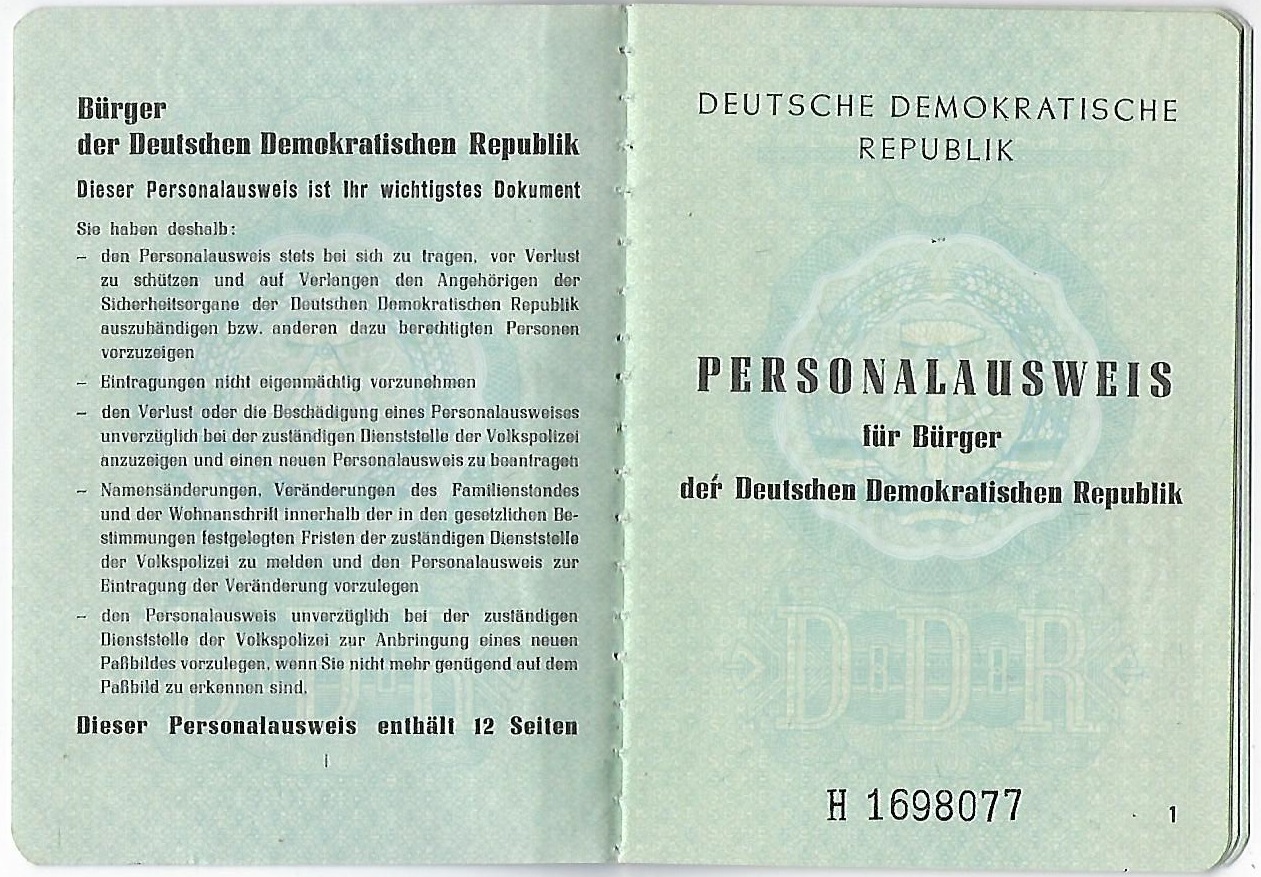 Bürger
der Deutschen Demokratischen Republik
Dieser Personalausweis ist Ihr wichtigstes Dokument
Sie haben deshalb:
– den Personalausweis stets bei sich zu tragen, vor Verlust
zu schützen und auf Verlangen den Angehörigen der
Sicherheitsorgane der Deutschen Demokratischen Republik
auszuhändigen bzw. anderen dazu berechtigten Personen
vorzuzeigen
– Eintragungen nicht eigenmächtig vorzunehmen
– den Verlust oder die Beschädigung eines Personalausweises
unverzüglich bei der zuständigen Dienststelle der Volkspolizei
anzuzeigen und einen neuen Personalausweis zu beantragen
– Namensänderungen, Veränderungen des Familienstandes
und der Wohnanschrift innerhalb der in den gesetzlichen Be-
stimmungen festgelegten Fristen der zuständigen Dienststelle
der Volkspolizei zu melden und den Personalausweis zur
Eintragung der Veränderung vorzulegen
– den Personalausweis unverzüglich bei der zuständigen
Dienststelle der Volkspolizei zur Anbringung eines neuen
Paßbildes vorzulegen, wenn Sie nicht mehr genügend auf dem
Paßbild zu erkennen sind.
Dieser Personalausweis enthält 12 Seiten
DDR
DEUTSCHE DEMOKRATISCHE
REPUBLIK
PERSONALAUSWEIS
für Bürger
der Deutschen Demokratischen Republik
DDR
H 1698077
1